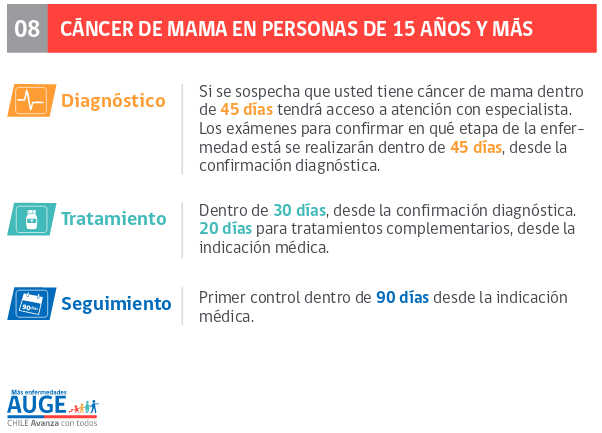 08 CÁNCER DE MAMA EN PERSONAS DE 15 AÑOS Y MÁS
Diagnóstico
Si se sospecha que usted tiene cáncer de mama dentro
de 45 días tendrá acceso a atención con especialista.
Los exámenes para confirmar en qué etapa de la enfer-
medad está se realizarán dentro de 45 días, desde la
confirmación diagnóstica.
Tratamiento
Dentro de 30 días, desde la confirmación diagnóstica.
20 días para tratamientos complementarios, desde la
indicación médica.
90 días
Seguimiento
Primer control dentro de 90 días desde la indicación
médica.
Más enfermedades
AUGE
CHILE Avanza con todos